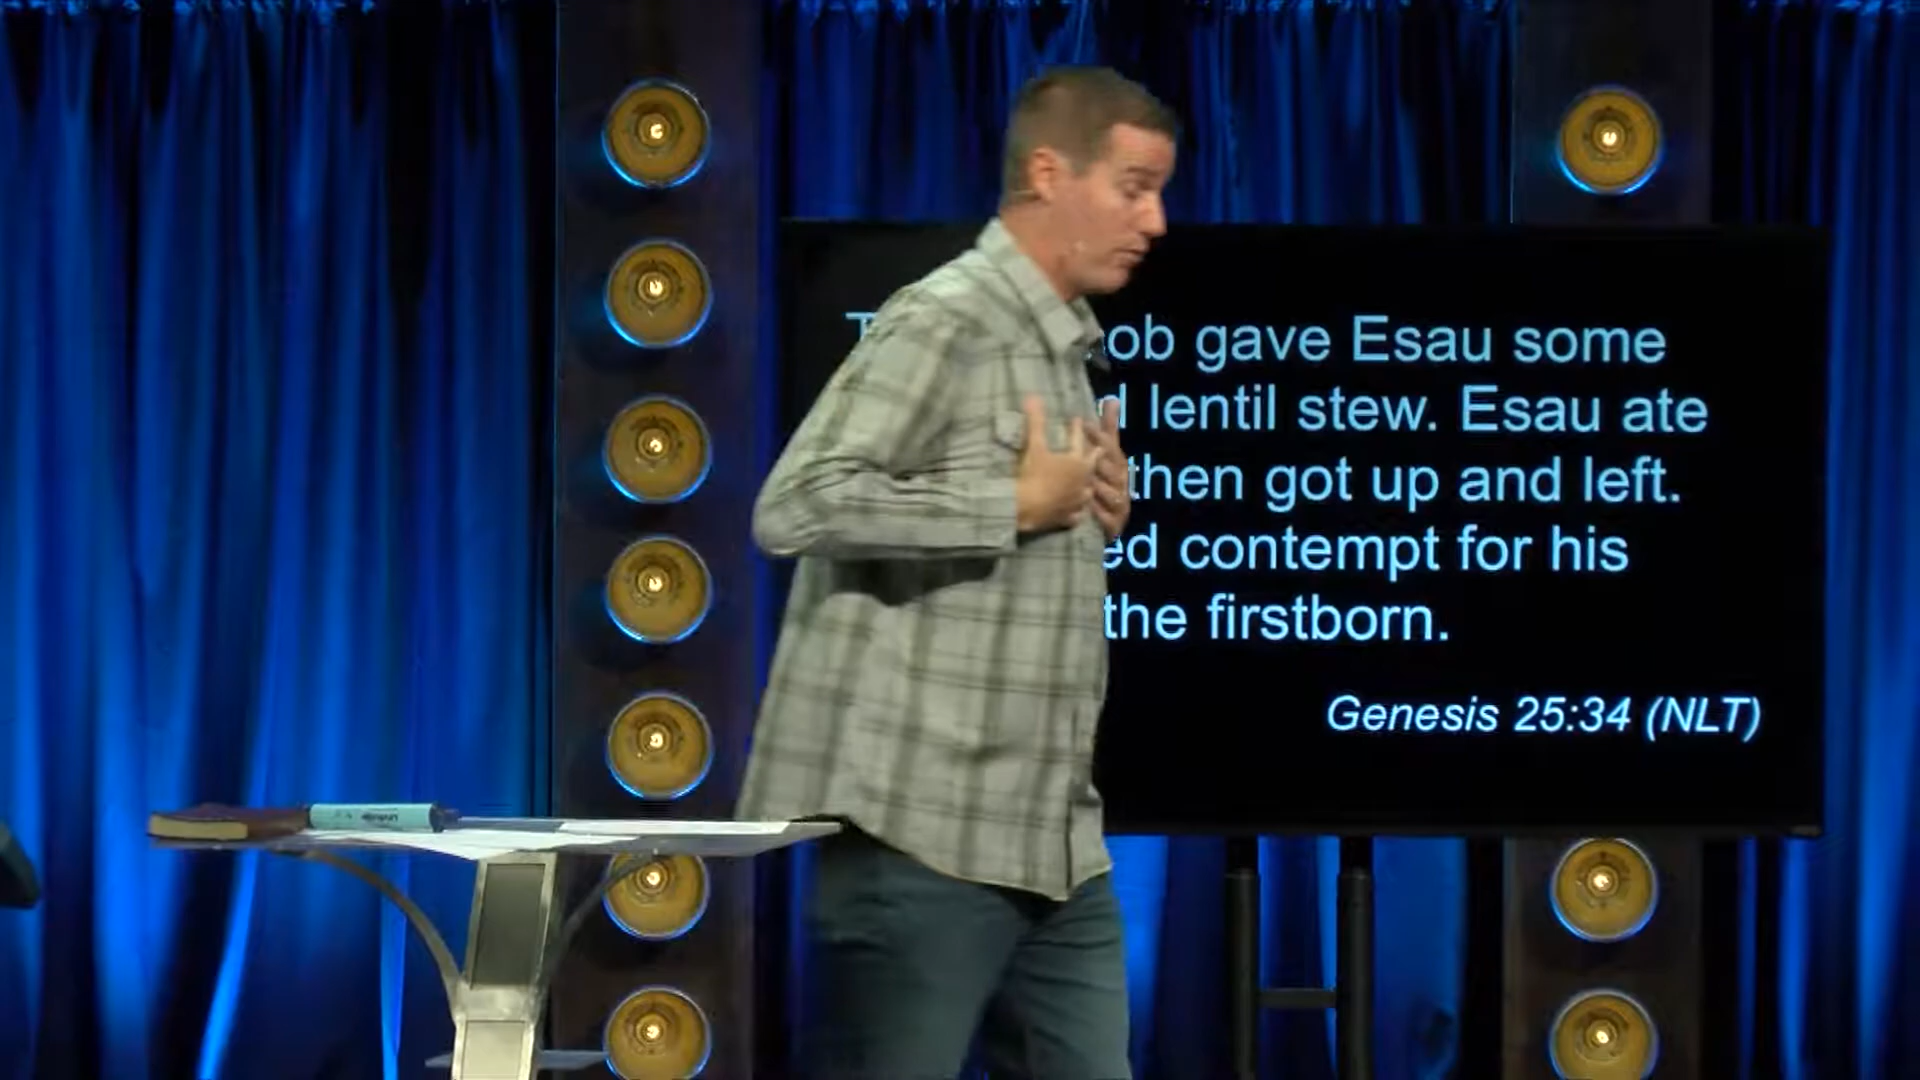 ob gave Esau some
d lentil stew. Esau ate
then got up and left.
ed contempt for his
the firstborn.
Genesis 25:34 (NLT)